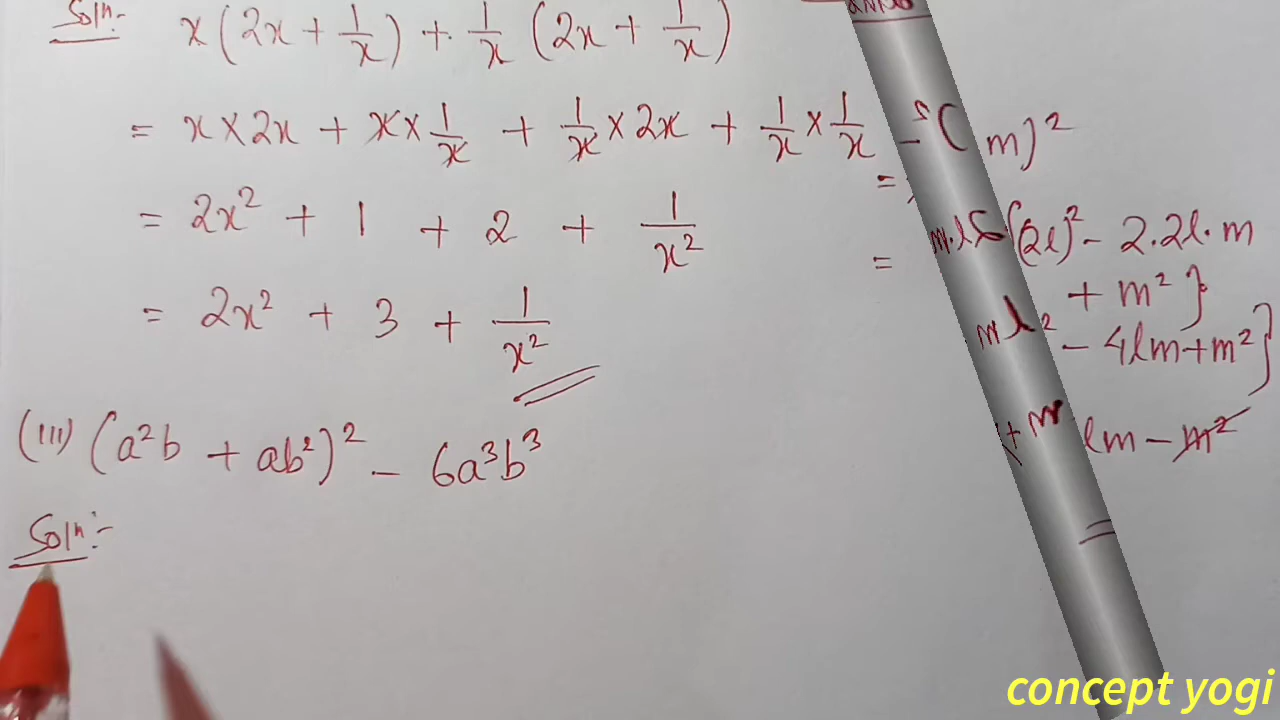 Soln:-
x(2x + 1/x) + 1/x (2x + 1/x)
= x × 2x + x × 1/x + 1/x × 2x + 1/x × 1/x
= 2x² + 1 + 2 + 1/x²
= 2x² + 3 + 1/x²
(III) (a²b + ab²)² - 6a³b³
Soln:-
m)²
=
= (2l)² - 2.2l.m
+ m² }
- 4lm + m² }
lm - m²
concept yogi